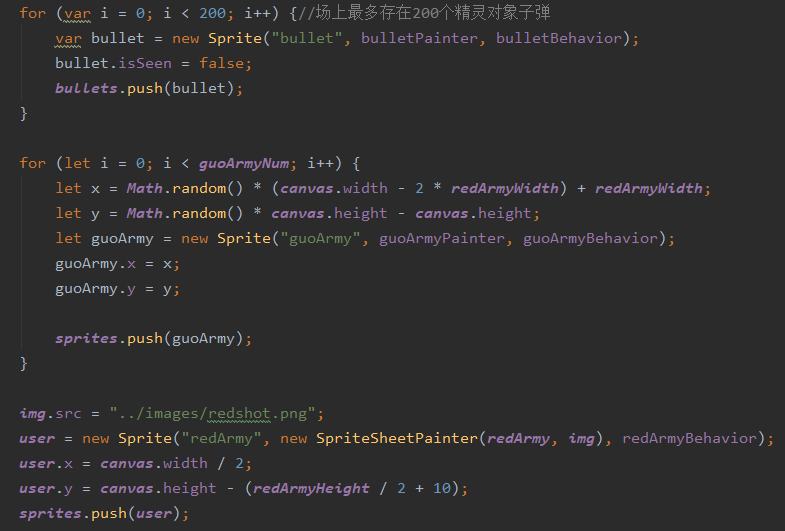 for (var i = 0; i < 200; i++) {//场上最多存在200个精灵对象子弹
    var bullet = new Sprite("bullet", bulletPainter, bulletBehavior);
    bullet.isSeen = false;
    bullets.push(bullet);
}

for (let i = 0; i < guoArmyNum; i++) {
    let x = Math.random() * (canvas.width - 2 * redArmyWidth) + redArmyWidth;
    let y = Math.random() * canvas.height - canvas.height;
    let guoArmy = new Sprite("guoArmy", guoArmyPainter, guoArmyBehavior);
    guoArmy.x = x;
    guoArmy.y = y;

    sprites.push(guoArmy);
}

img.src = "../images/redshot.png";
user = new Sprite("redArmy", new SpriteSheetPainter(redArmy, img), redArmyBehavior);
user.x = canvas.width / 2;
user.y = canvas.height - (redArmyHeight / 2 + 10);
sprites.push(user);